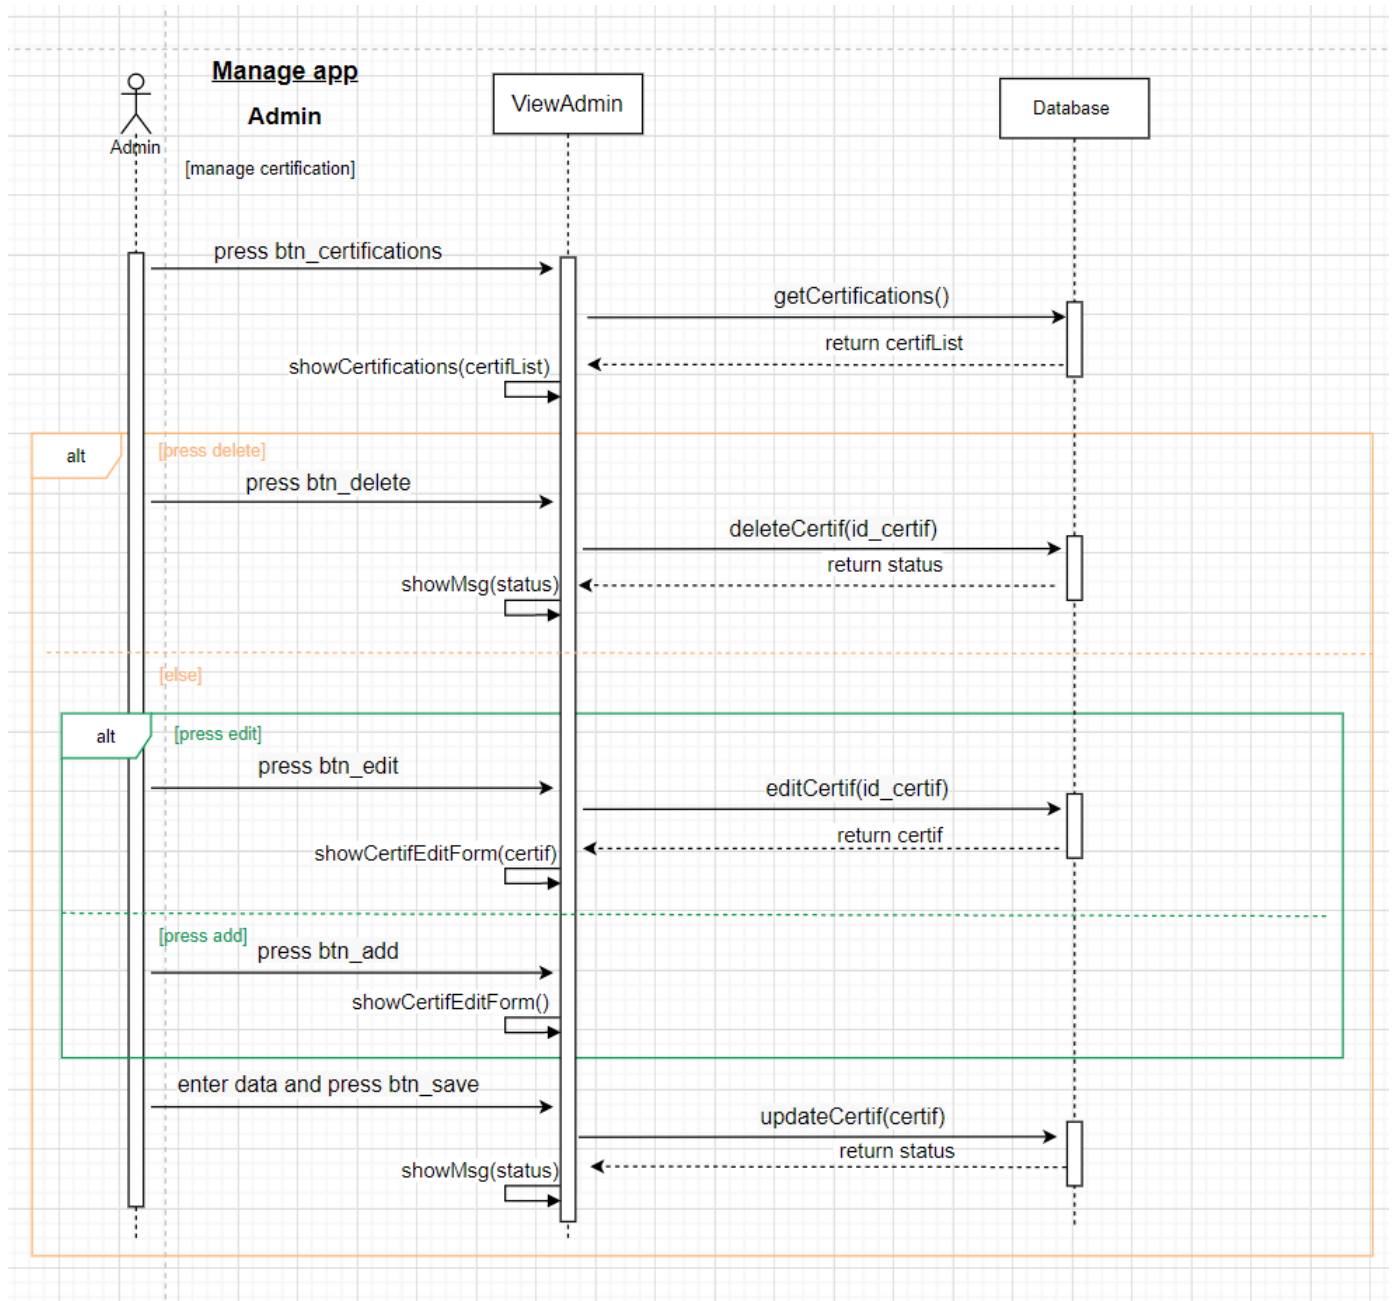 Manage app
Admin
ViewAdmin
Database
Admin
[manage certification]
press btn_certifications
getCertifications()
return certifList
showCertifications(certifList)
alt
[press delete]
press btn_delete
deleteCertif(id_certif)
return status
showMsg(status)
[else]
alt
[press edit]
press btn_edit
editCertif(id_certif)
return certif
showCertifEditForm(certif)
[press add]
press btn_add
showCertifEditForm()
enter data and press btn_save
updateCertif(certif)
return status
showMsg(status)